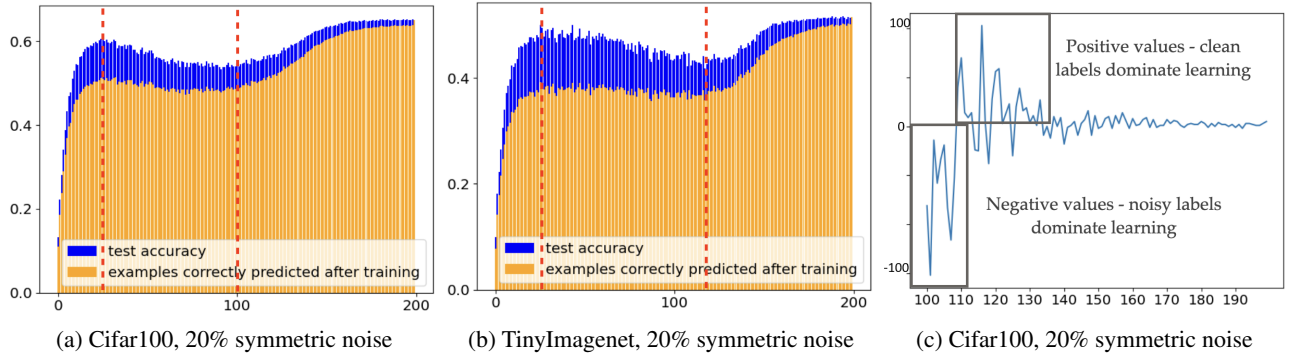 0.6
0.4
0.2
0.0
0
100
200
test accuracy
examples correctly predicted after training
(a) Cifar100, 20% symmetric noise
0.4
0.2
0.0
0
100
200
test accuracy
examples correctly predicted after training
(b) TinyImagenet, 20% symmetric noise
100
0
-100
Positive values - clean
labels dominate learning
Negative values - noisy labels
dominate learning
100 110 120 130 140 150 160 170 180 190
(c) Cifar100, 20% symmetric noise